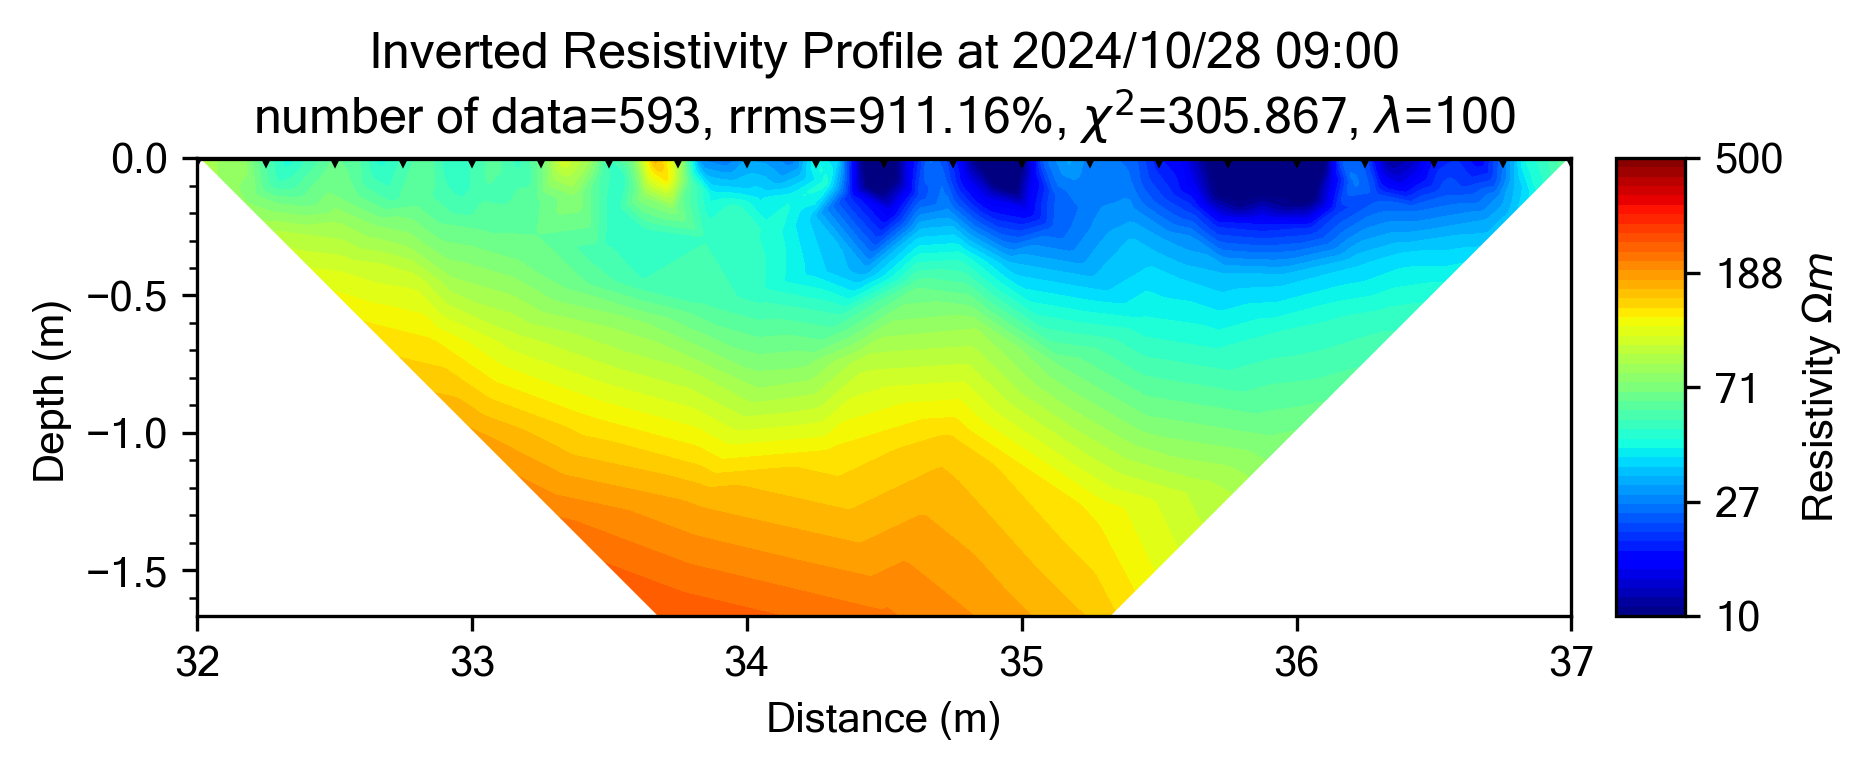 Inverted Resistivity Profile at 2024/10/28 09:00
number of data=593, rrms=911.16%, χ²=305.867, λ=100
0.0
−0.5
−1.0
−1.5
Depth (m)
32 33 34 35 36 37
Distance (m)
500
188
71
27
10
Resistivity Ωm